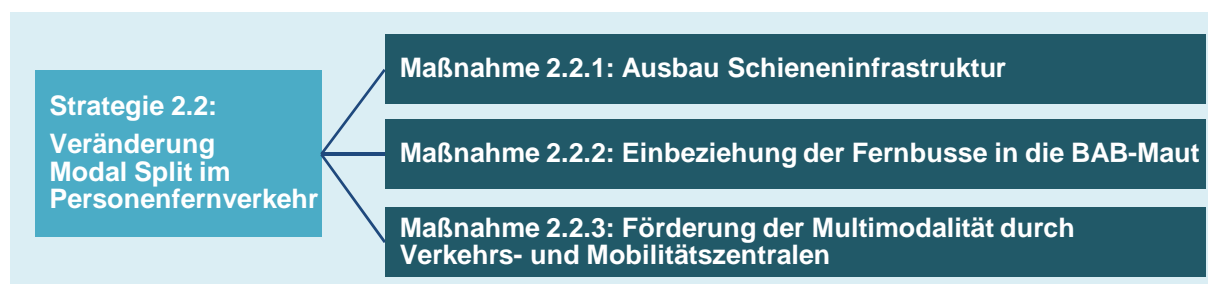 Strategie 2.2:
Veränderung
Modal Split im
Personenfernverkehr
Maßnahme 2.2.1: Ausbau Schieneninfrastruktur
Maßnahme 2.2.2: Einbeziehung der Fernbusse in die BAB-Maut
Maßnahme 2.2.3: Förderung der Multimodalität durch
Verkehrs- und Mobilitätszentralen